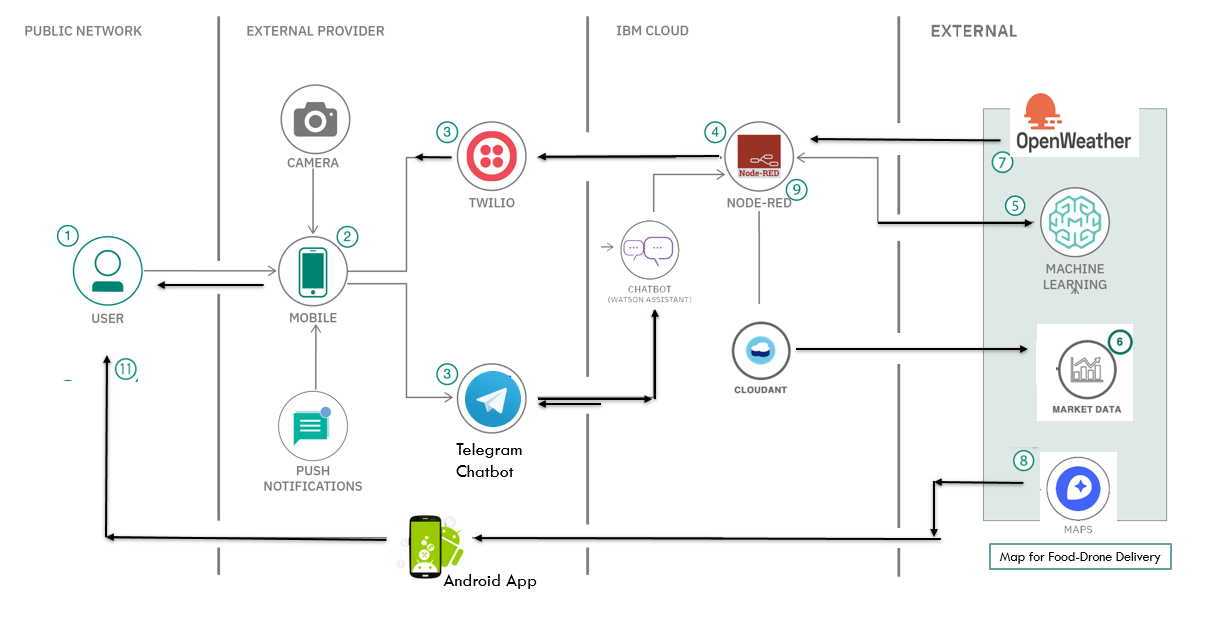 PUBLIC NETWORK
EXTERNAL PROVIDER
IBM CLOUD
EXTERNAL
OpenWeather
7
3
4
Node-RED
CAMERA
TWILIO
NODE-RED
9
5
1
2
MACHINE
LEARNING
CHATBOT
(WATSON ASSISTANT)
USER
MOBILE
6
11
3
CLOUDANT
MARKET DATA
Telegram
Chatbot
8
PUSH
NOTIFICATIONS
MAPS
Map for Food-Drone Delivery
Android App